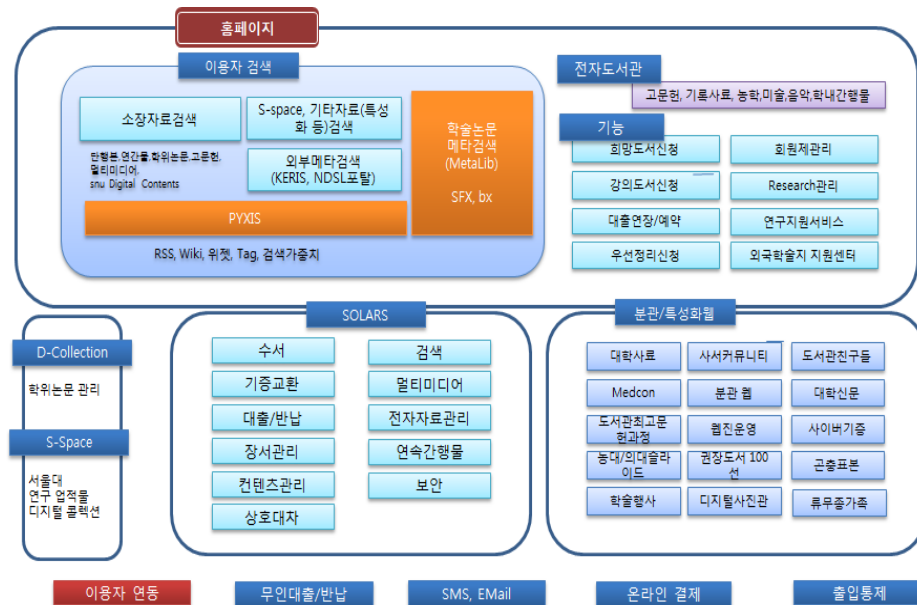 홈페이지
이용자 검색
소장자료검색
단행본.연간물,학위논문.고문헌,
멀티미디어,
snu Digital Contents
S-space, 기타자료(특성
화 등)검색
외부메타검색
(KERIS, NDSL포탈)
학술논문
메타검색
(MetaLib)
SFX, bx
PYXIS
RSS, Wiki, 위젯, Tag, 검색가중치
전자도서관
고문헌, 기록사료, 농학,미술,음악,학내간행물
기능
희망도서신청
회원제관리
강의도서신청
Research관리
대출연장/예약
연구지원서비스
우선정리신청
외국학술지 지원센터
D-Collection
학위논문 관리
S-Space
서울대
연구 업적물
디지털 콜렉션
SOLARS
수서
검색
기증교환
멀티미디어
대출/반납
전자자료관리
장서관리
연속간행물
컨텐츠관리
보안
상호대차
분관/특성화웹
대학사료
사서커뮤니티
도서관친구들
Medcon
분관 웹
대학신문
도서관최고문
헌과정
웹진운영
사이버기증
농대/의대슬라
이드
권장도서 100
선
곤충표본
학술행사
디지털사진관
류무종가족
이용자 연동
무인대출/반납
SMS, EMail
온라인 결제
출입통제